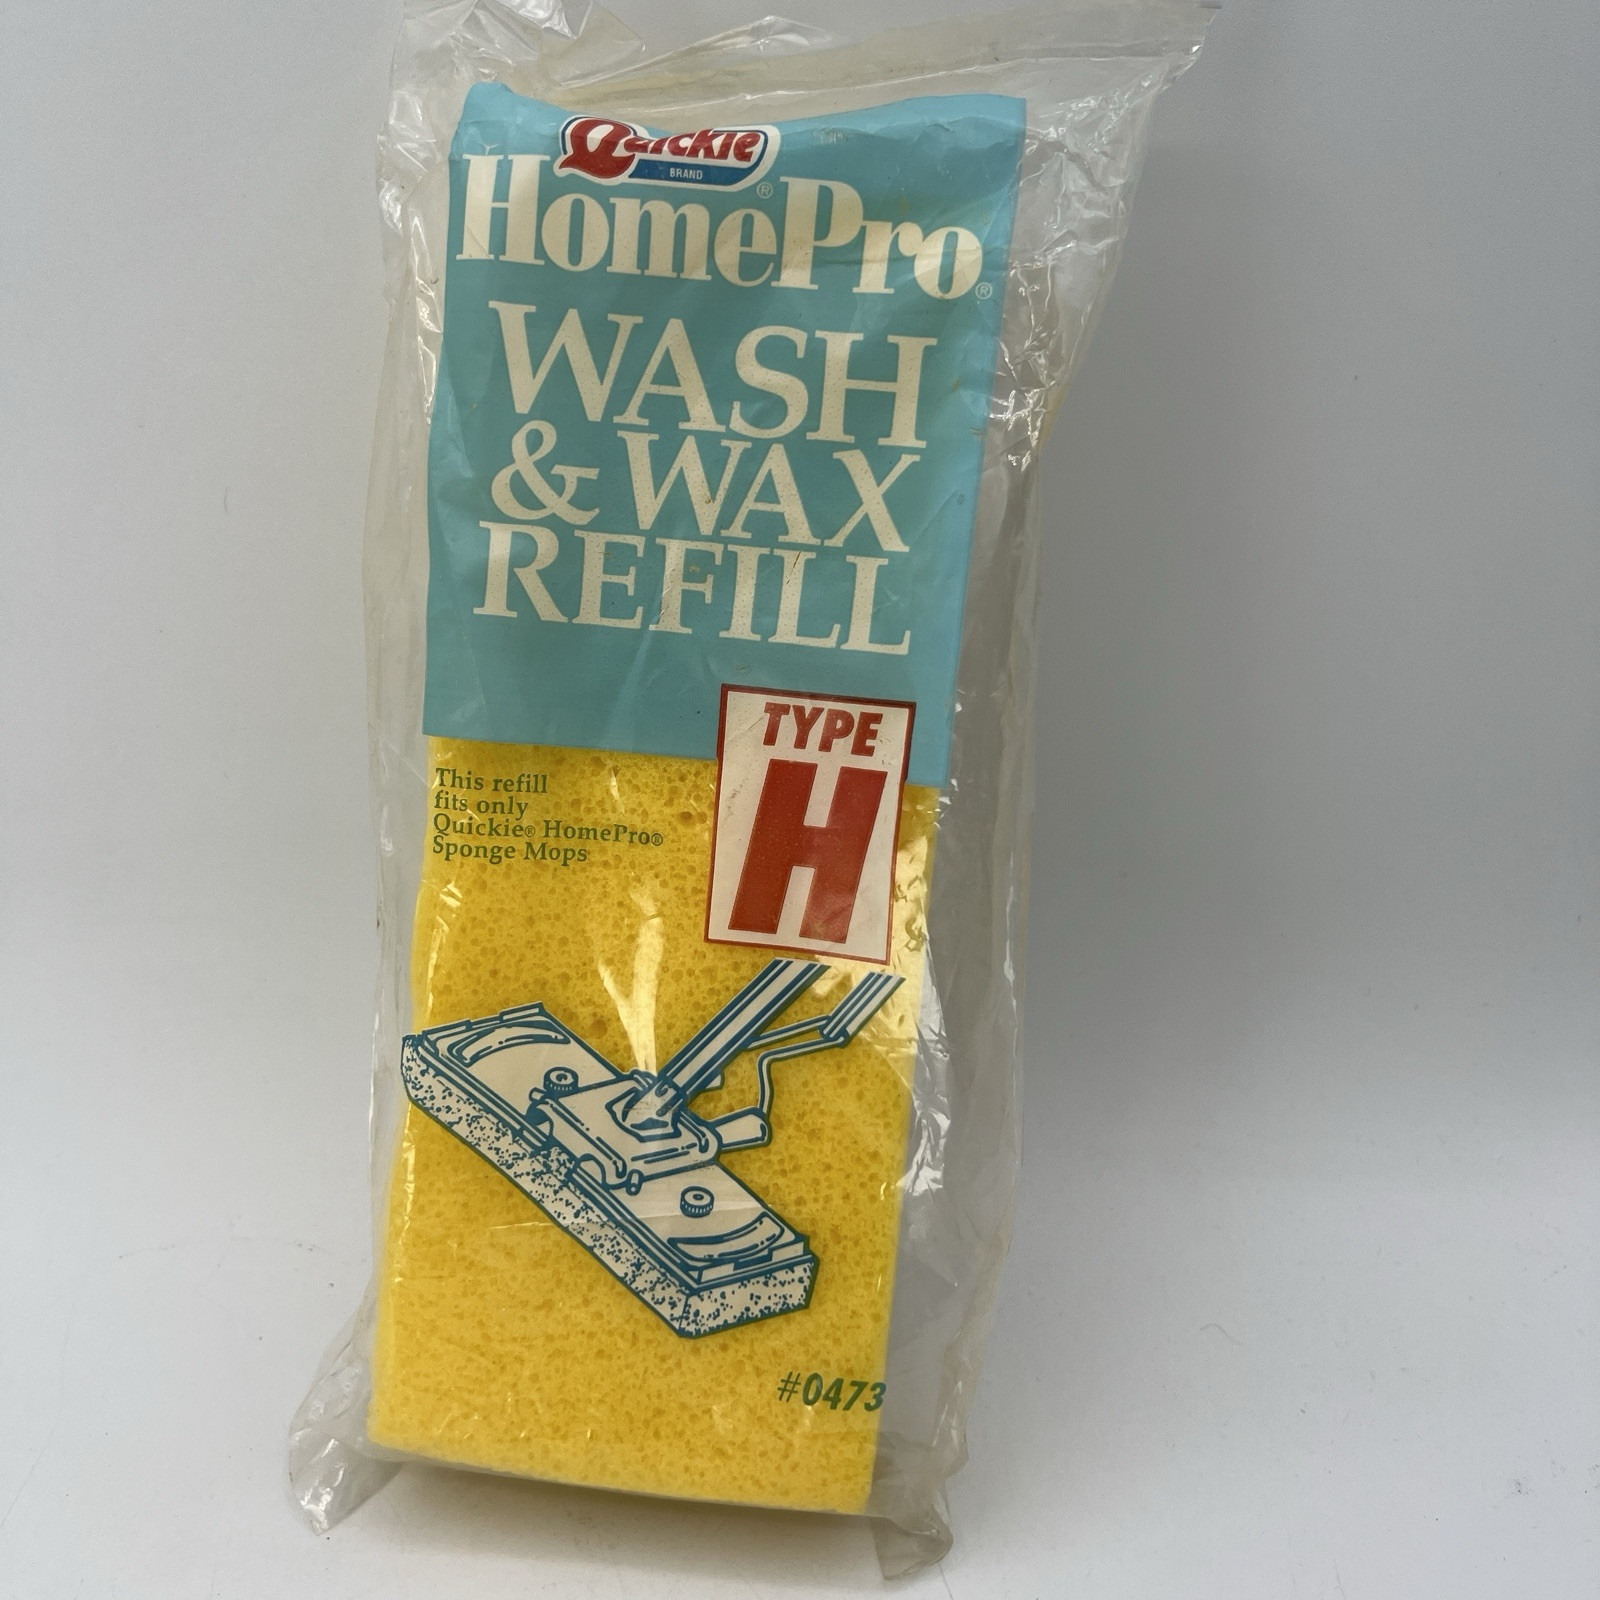 Quickie
BRAND
®
HomePro®
WASH
& WAX
REFILL
TYPE
H
This refill
fits only
Quickie® HomePro®
Sponge Mops
#0473